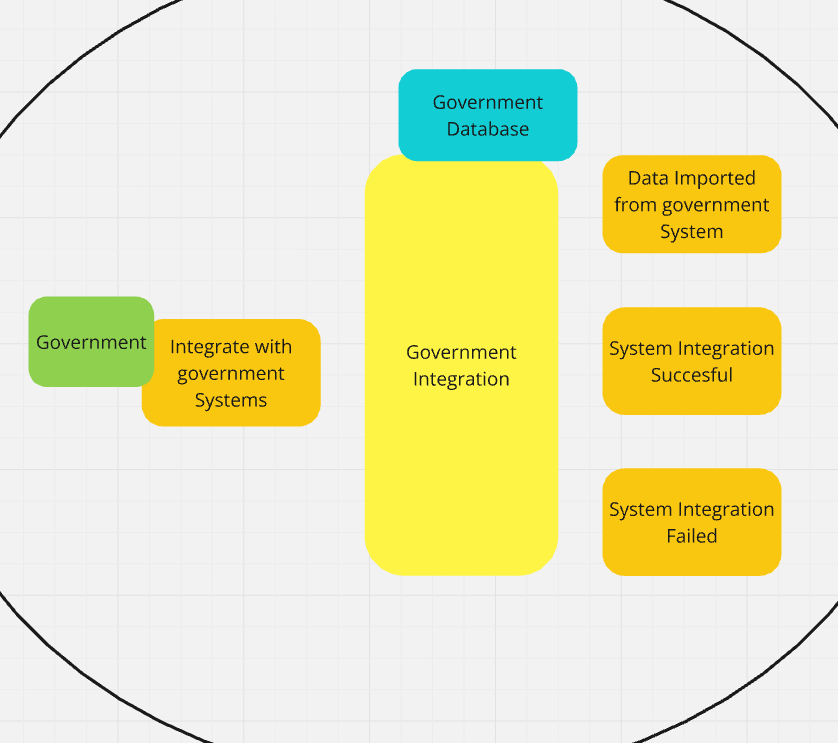 Government
Database
Data Imported
from government
System
Government
Integrate with
government
Systems
Government
Integration
System Integration
Succesful
System Integration
Failed